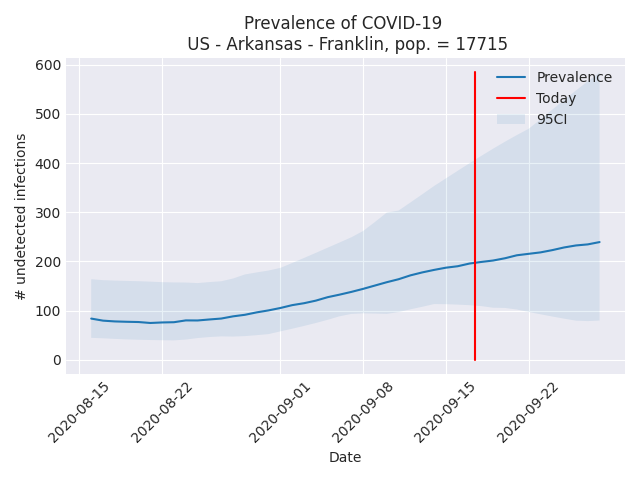 Prevalence of COVID-19
US - Arkansas - Franklin, pop. = 17715
600
500
400
300
200
100
0
# undetected infections
Prevalence
Today
95CI
2020-08-15
2020-08-22
2020-09-01
2020-09-08
2020-09-15
2020-09-22
Date